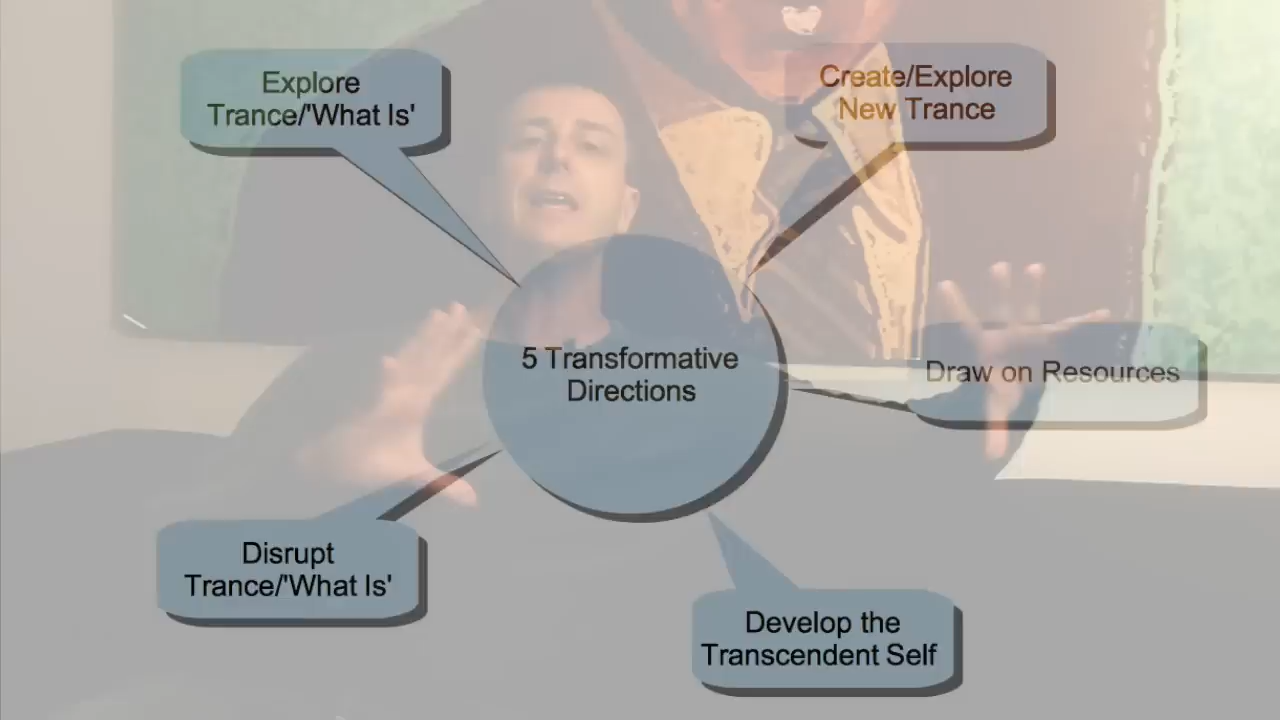 Explore
Trance/'What Is'
Create/Explore
New Trance
5 Transformative
Directions
Draw on Resources
Disrupt
Trance/'What Is'
Develop the
Transcendent Self